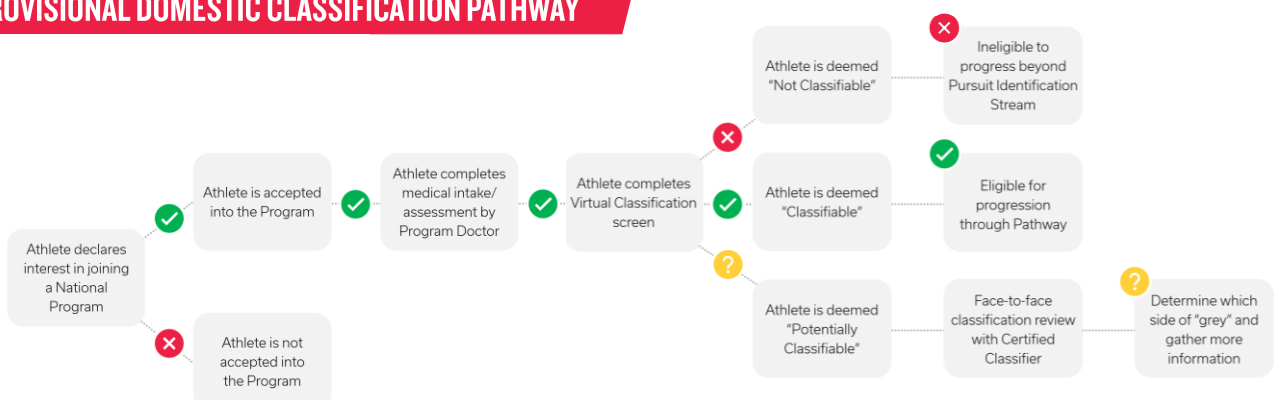 ROVISIONAL DOMESTIC CLASSIFICATION PATHWAY
Athlete declares
interest in joining
a National
Program
Athlete is accepted
into the Program
Athlete is not
accepted into
the Program
Athlete completes
medical intake/
assessment by
Program Doctor
Athlete completes
Virtual Classification
screen
Athlete is deemed
"Not Classifiable"
Ineligible to
progress beyond
Pursuit Identification
Stream
Athlete is deemed
"Classifiable"
Eligible for
progression
through Pathway
Athlete is deemed
"Potentially
Classifiable"
Face-to-face
classification review
with Certified
Classifier
?
Determine which
side of "grey" and
gather more
information
?